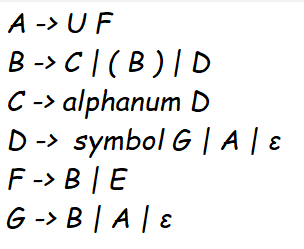 A -> U F
B -> C | ( B ) | D
C -> alphanum D
D -> symbol G | A | ε
F -> B | E
G -> B | A | ε